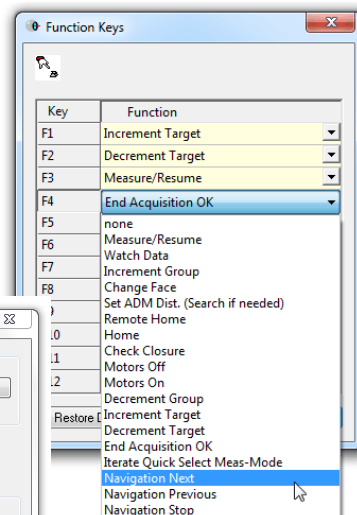 Function Keys
Key Function
F1 Increment Target
F2 Decrement Target
F3 Measure/Resume
F4 End Acquisition OK
F5 none
Measure/Resume
F6 Watch Data
Increment Group
F7 Change Face
F8 Set ADM Dist. (Search if needed)
Remote Home
Home
Check Closure
Motors Off
12 Motors On
Decrement Group
Restore Increment Target
Decrement Target
End Acquisition OK
Iterate Quick Select Meas-Mode
Navigation Next
Navigation Previous
Navigation Stop